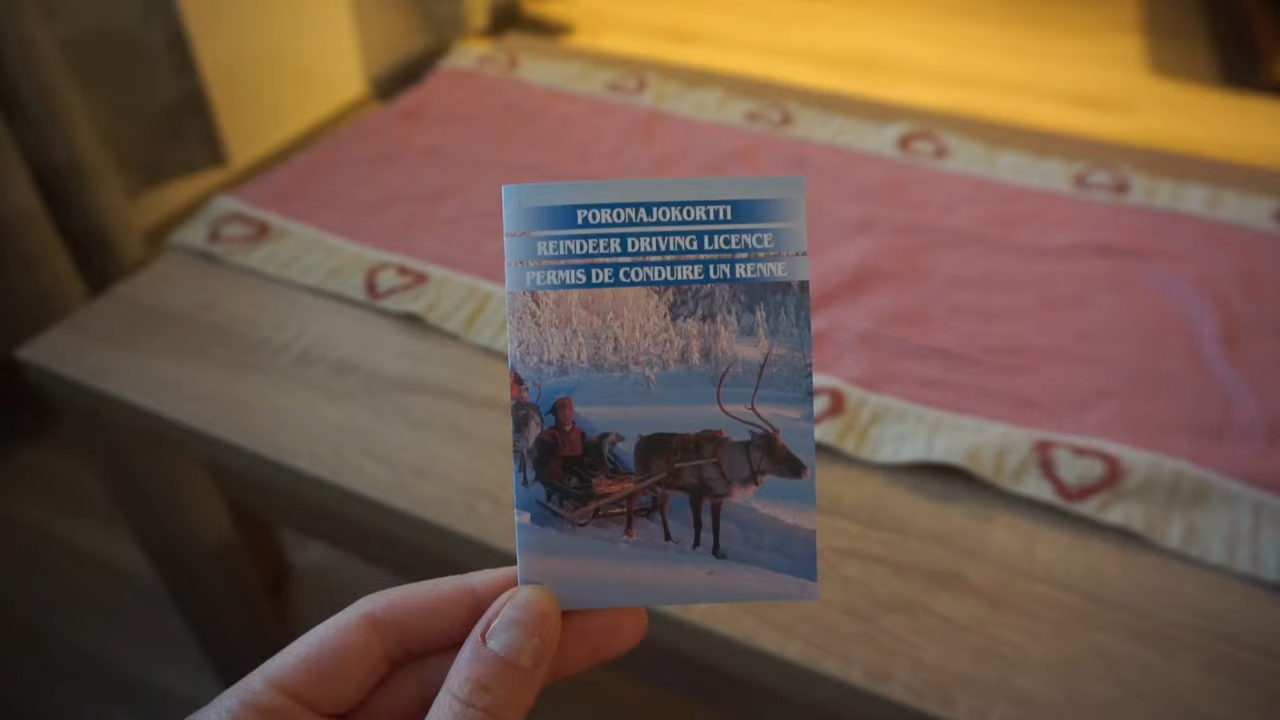 PORONAJOKORTTI
REINDEER DRIVING LICENCE
PERMIS DE CONDUIRE UN RENNE